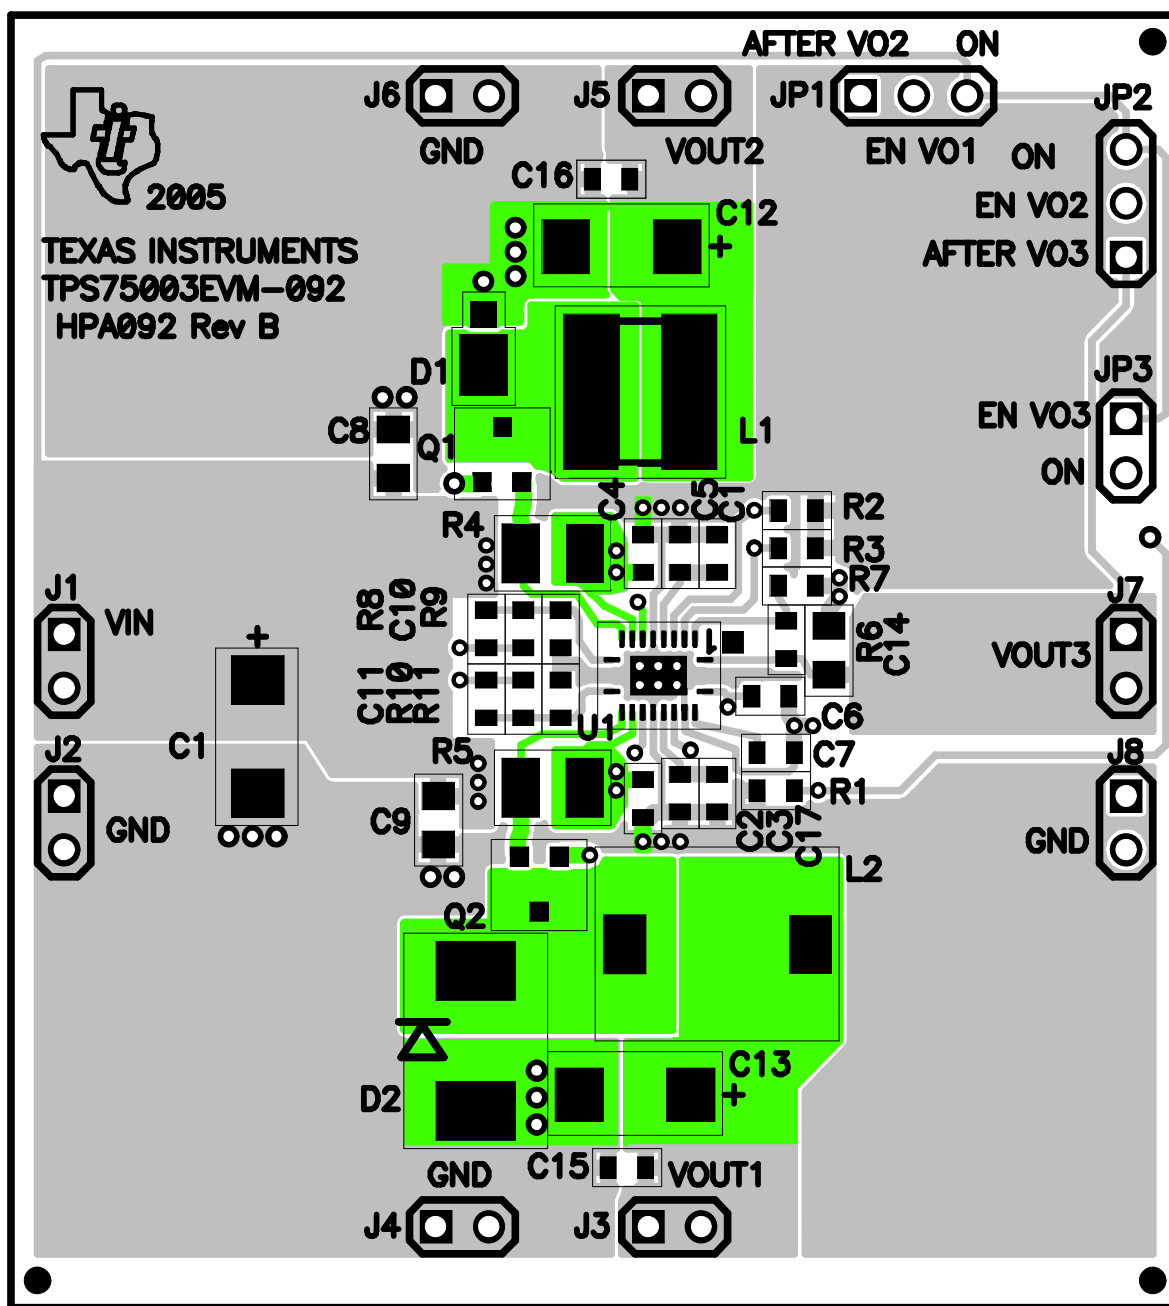 AFTER VO2 ON
J6
J5
JP1
JP2
GND
VOUT2
EN VO1
ON
C16
2005
EN VO2
C12
+
AFTER VO3
TEXAS INSTRUMENTS
TPS75003EVM-092
HPA092 Rev B
D1
JP3
C8
Q1
L1
EN VO3
ON
C4
C5
C1
R2
R4
R3
R7
J1
VIN
R8
C10
R9
J7
+
1
R6
C14
VOUT3
C11
R10
R11
U1
C6
J2
C1
R5
C7
J8
R1
GND
C9
C2
C3
C17
GND
L2
Q2
C13
+
D2
GND
C15
VOUT1
J4
J3